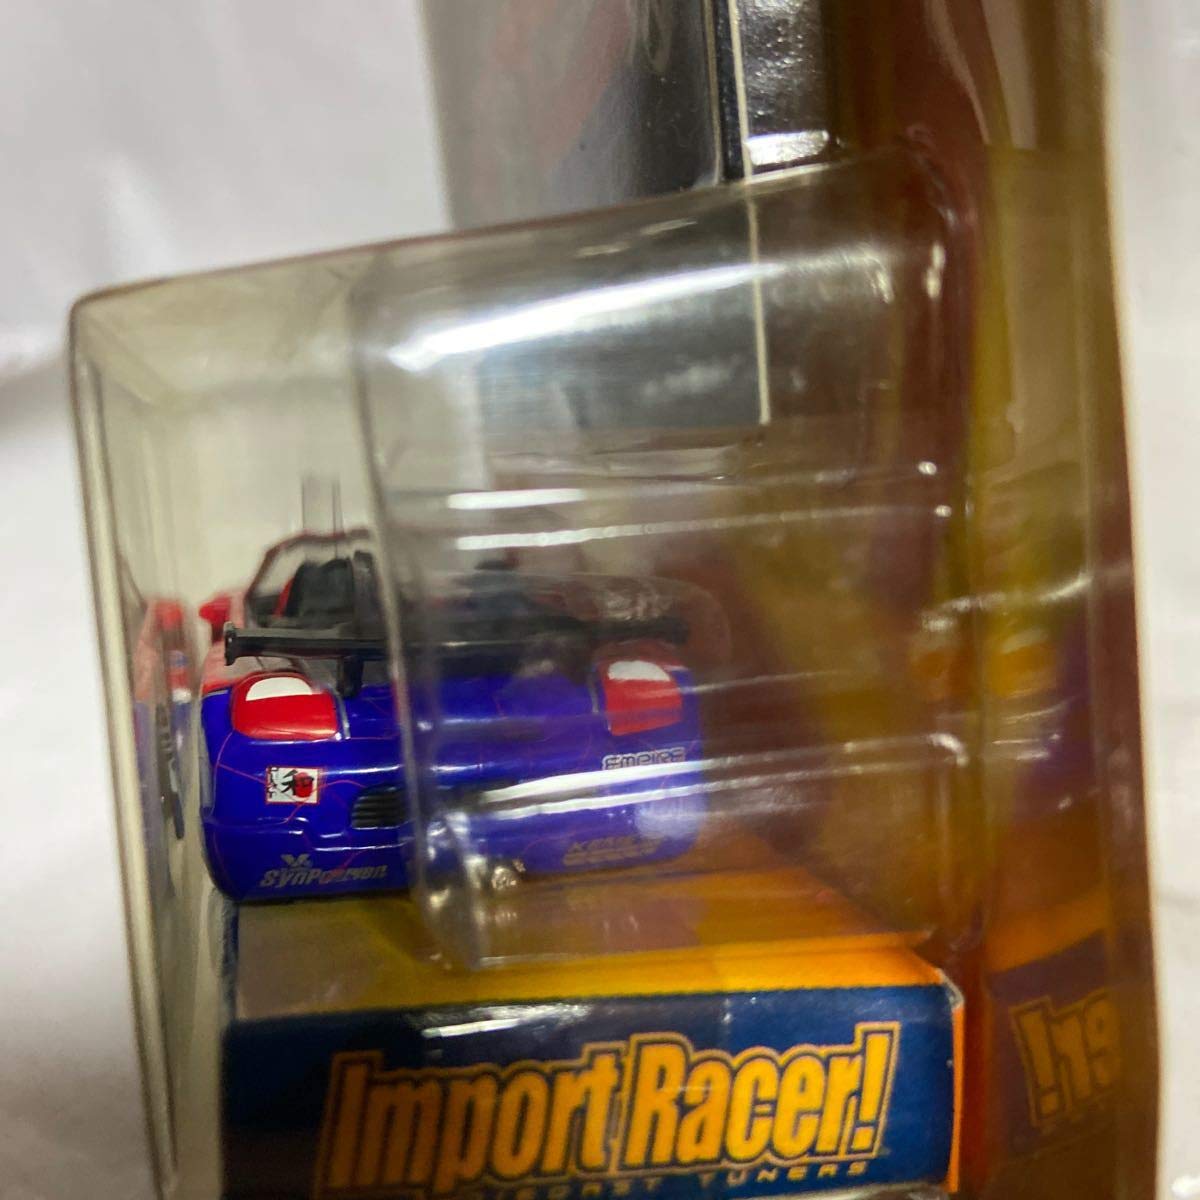 Empire
SynPower
Import Racer!
DIECAST TUNERS